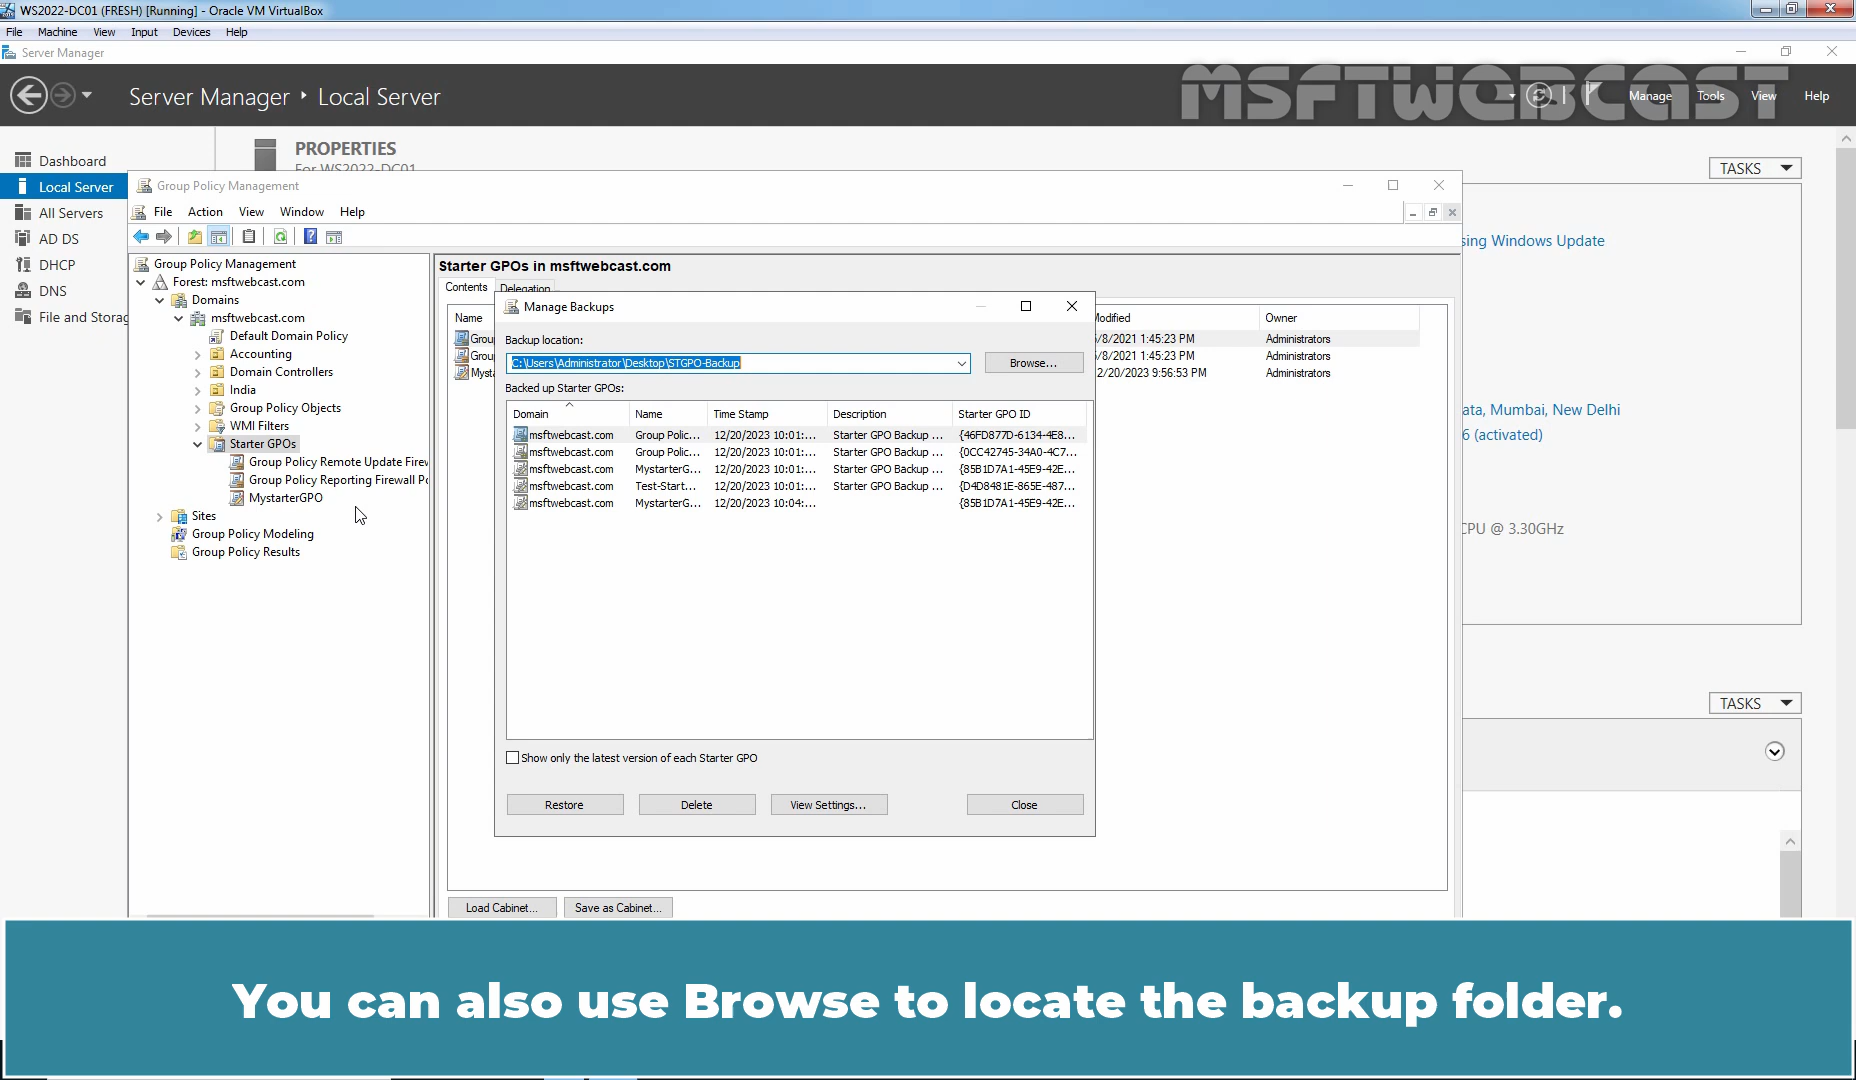 WS2022-DC01 (FRESH) [Running] - Oracle VM VirtualBox
File Machine View Input Devices Help
Server Manager
Server Manager Local Server
MSFTWEBCAST
Manage Tools View Help
Dashboard
Local Server
All Servers
AD DS
DHCP
DNS
File and Storag
PROPERTIES
For WS2022-DC01
TASKS
Group Policy Management
File Action View Window Help
Group Policy Management
Forest: msftwebcast.com
Domains
msftwebcast.com
Default Domain Policy
Accounting
Domain Controllers
India
Group Policy Objects
WMI Filters
Starter GPOs
Group Policy Remote Update Firew
Group Policy Reporting Firewall Po
MystarterGPO
Sites
Group Policy Modeling
Group Policy Results
Starter GPOs in msftwebcast.com
Contents Delegation
Name Modified Owner
Grou 5/8/2021 1:45:23 PM Administrators
Grou 5/8/2021 1:45:23 PM Administrators
Myst 12/20/2023 9:56:53 PM Administrators
Manage Backups
Backup location:
C:\Users\Administrator\Desktop\STGPO-Backup
Browse...
Backed up Starter GPOs:
Domain Name Time Stamp Description Starter GPO ID
msftwebcast.com Group Polic... 12/20/2023 10:01:... Starter GPO Backup ... {46FD877D-6134-4E8...
msftwebcast.com Group Polic... 12/20/2023 10:01:... Starter GPO Backup ... {0CC42745-34A0-4C7...
msftwebcast.com MystarterG... 12/20/2023 10:01:... Starter GPO Backup ... {85B1D7A1-45E9-42E...
msftwebcast.com Test-Start... 12/20/2023 10:01:... Starter GPO Backup ... {D4D8481E-865E-487...
msftwebcast.com MystarterG... 12/20/2023 10:04:... {85B1D7A1-45E9-42E...
Show only the latest version of each Starter GPO
Restore Delete View Settings... Close
Load Cabinet... Save as Cabinet...
sing Windows Update
ata, Mumbai, New Delhi
6 (activated)
CPU @ 3.30GHz
TASKS
You can also use Browse to locate the backup folder.